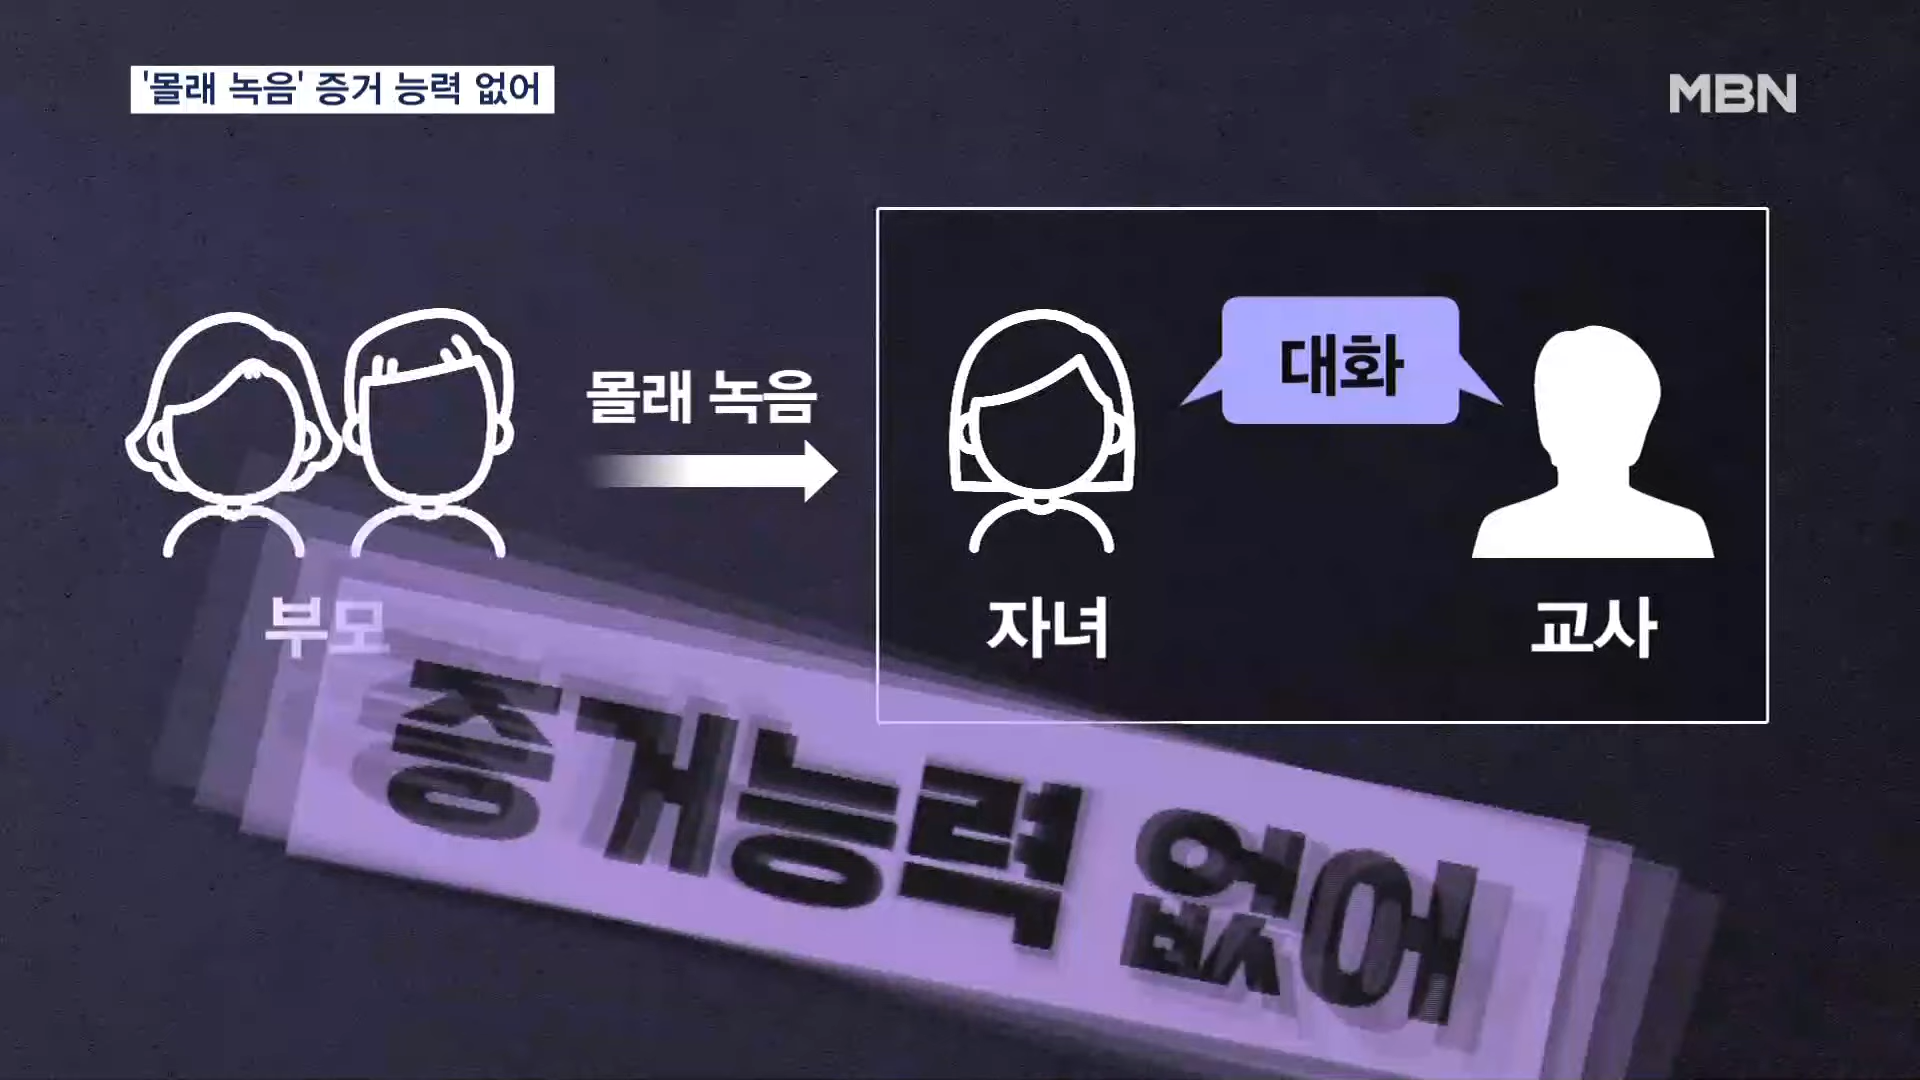 '몰래 녹음' 증거 능력 없어
MBN
몰래 녹음
대화
부모
자녀
교사
증거능력 없어